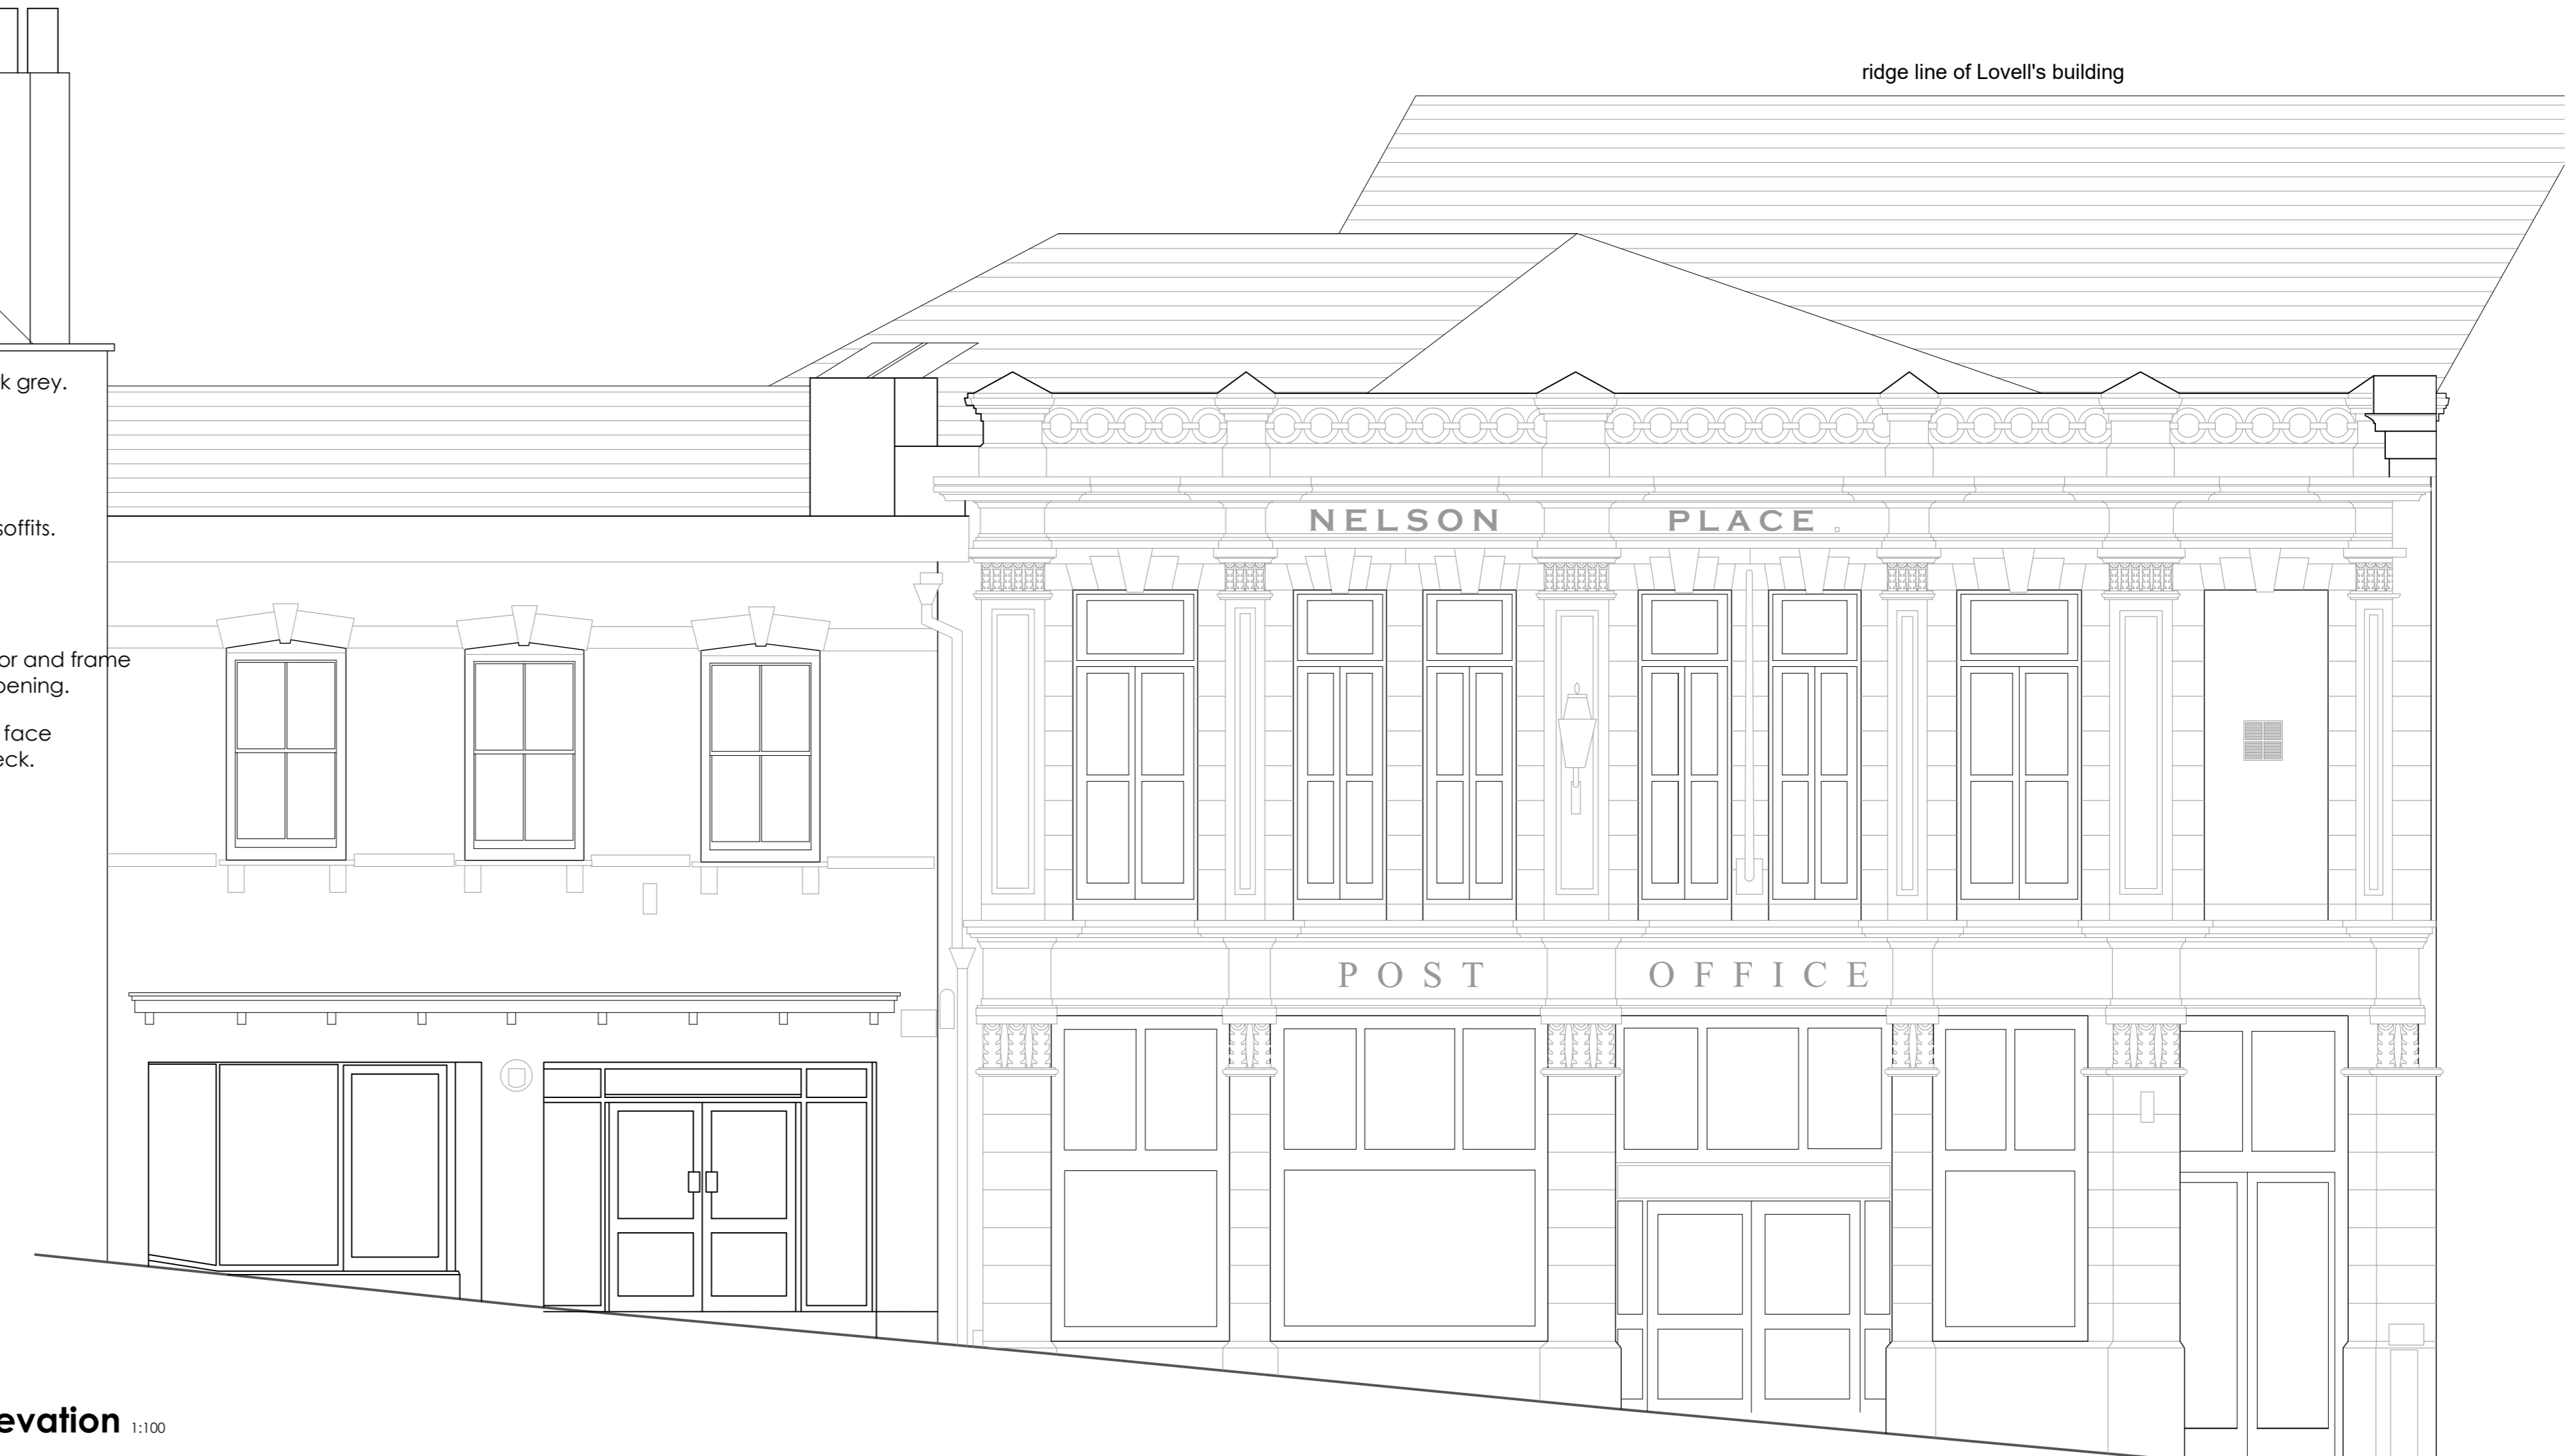 ridge line of Lovell's building
k grey.
soffits.
or and frame
pening.
face
eck.
NELSON PLACE.
POST OFFICE
evation 1:100